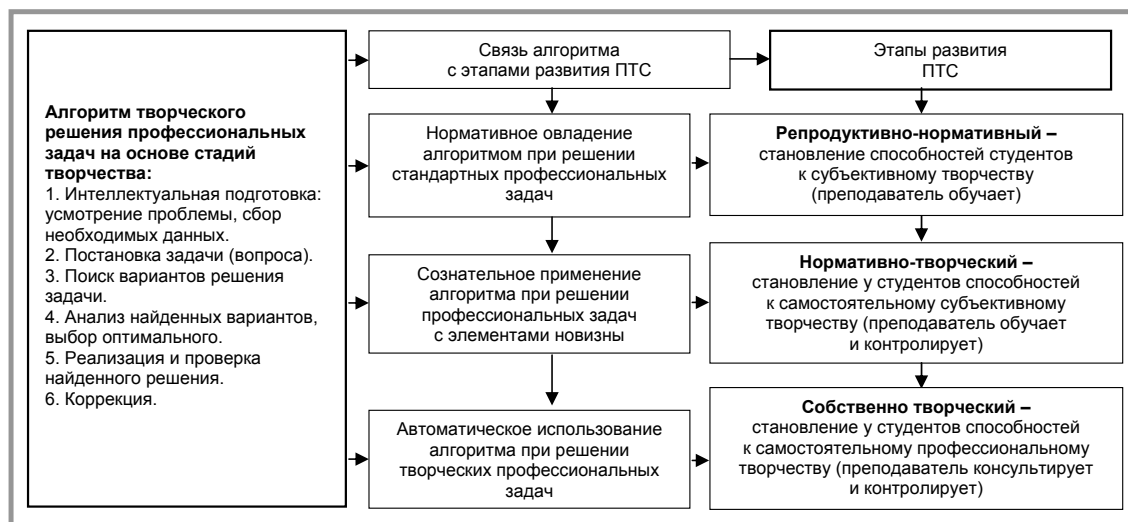 Алгоритм творческого
решения профессиональных
задач на основе стадий
творчества:
1. Интеллектуальная подготовка:
усмотрение проблемы, сбор
необходимых данных.
2. Постановка задачи (вопроса).
3. Поиск вариантов решения
задачи.
4. Анализ найденных вариантов,
выбор оптимального.
5. Реализация и проверка
найденного решения.
6. Коррекция.
Связь алгоритма
с этапами развития ПТС
Этапы развития
ПТС
Нормативное овладение
алгоритмом при решении
стандартных профессиональных
задач
Репродуктивно-нормативный –
становление способностей студентов
к субъективному творчеству
(преподаватель обучает)
Сознательное применение
алгоритма при решении
профессиональных задач
с элементами новизны
Нормативно-творческий –
становление у студентов способностей
к самостоятельному субъективному
творчеству (преподаватель обучает
и контролирует)
Автоматическое использование
алгоритма при решении
творческих профессиональных
задач
Собственно творческий –
становление у студентов способностей
к самостоятельному профессиональному
творчеству (преподаватель консультирует
и контролирует)